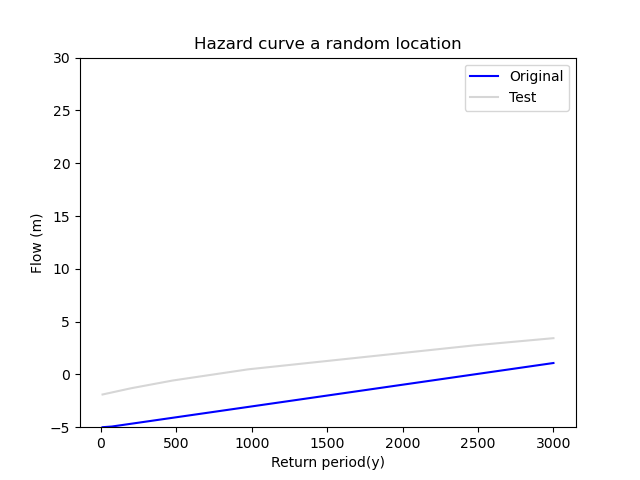 Hazard curve a random location
Original
Test
Flow (m)
30
25
20
15
10
5
0
−5
0 500 1000 1500 2000 2500 3000
Return period(y)